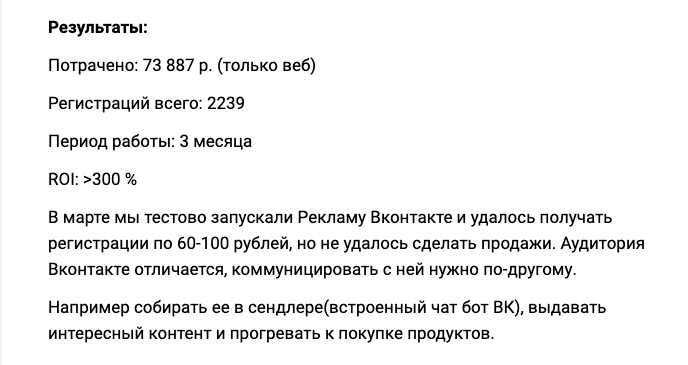 Результаты:
Потрачено: 73 887 р. (только веб)
Регистраций всего: 2239
Период работы: 3 месяца
ROI: >300 %
В марте мы тестово запускали Рекламу Вконтакте и удалось получать
регистрации по 60-100 рублей, но не удалось сделать продажи. Аудитория
Вконтакте отличается, коммуницировать с ней нужно по-другому.
Например собирать ее в сендлере(встроенный чат бот ВК), выдавать
интересный контент и прогревать к покупке продуктов.